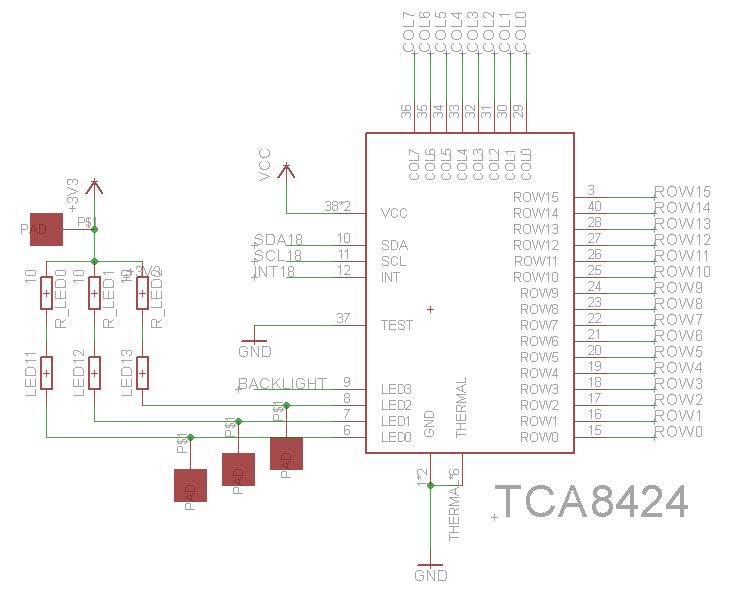 COL7 COL6 COL5 COL4 COL3 COL2 COL1 COL0
36 35 34 33 32 31 30 29
COL7 COL6 COL5 COL4 COL3 COL2 COL1 COL0
VCC
+3V3
PAD
P$1
38*2 VCC
SDA18 10 SDA
SCL18 11 SCL
INT18 12 INT
37 TEST
GND
BACKLIGHT 9 LED3
8 LED2
7 LED1
6 LED0
ROW15 3 ROW15
ROW14 40 ROW14
ROW13 28 ROW13
ROW12 27 ROW12
ROW11 26 ROW11
ROW10 25 ROW10
ROW9 24 ROW9
ROW8 23 ROW8
ROW7 22 ROW7
ROW6 21 ROW6
ROW5 20 ROW5
ROW4 19 ROW4
ROW3 18 ROW3
ROW2 17 ROW2
ROW1 16 ROW1
ROW0 15 ROW0
10 R_LED0
10 R_LED1
+3V3
LED11
LED12
LED13
P$1
PAD
P$1
PAD
P$1
PAD
GND
THERMAL
1*2
THERMAL*6
GND
TCA8424